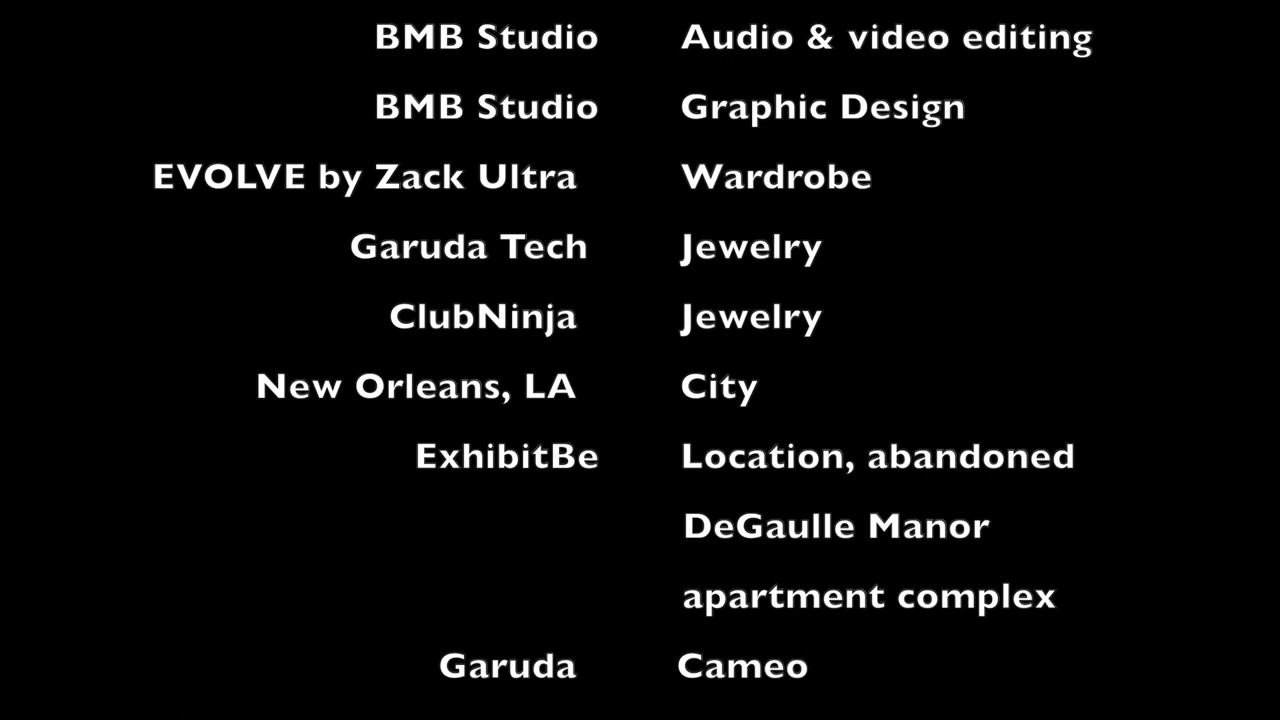 BMB Studio Audio & video editing
BMB Studio Graphic Design
EVOLVE by Zack Ultra Wardrobe
Garuda Tech Jewelry
ClubNinja Jewelry
New Orleans, LA City
ExhibitBe Location, abandoned
DeGaulle Manor
apartment complex
Garuda Cameo